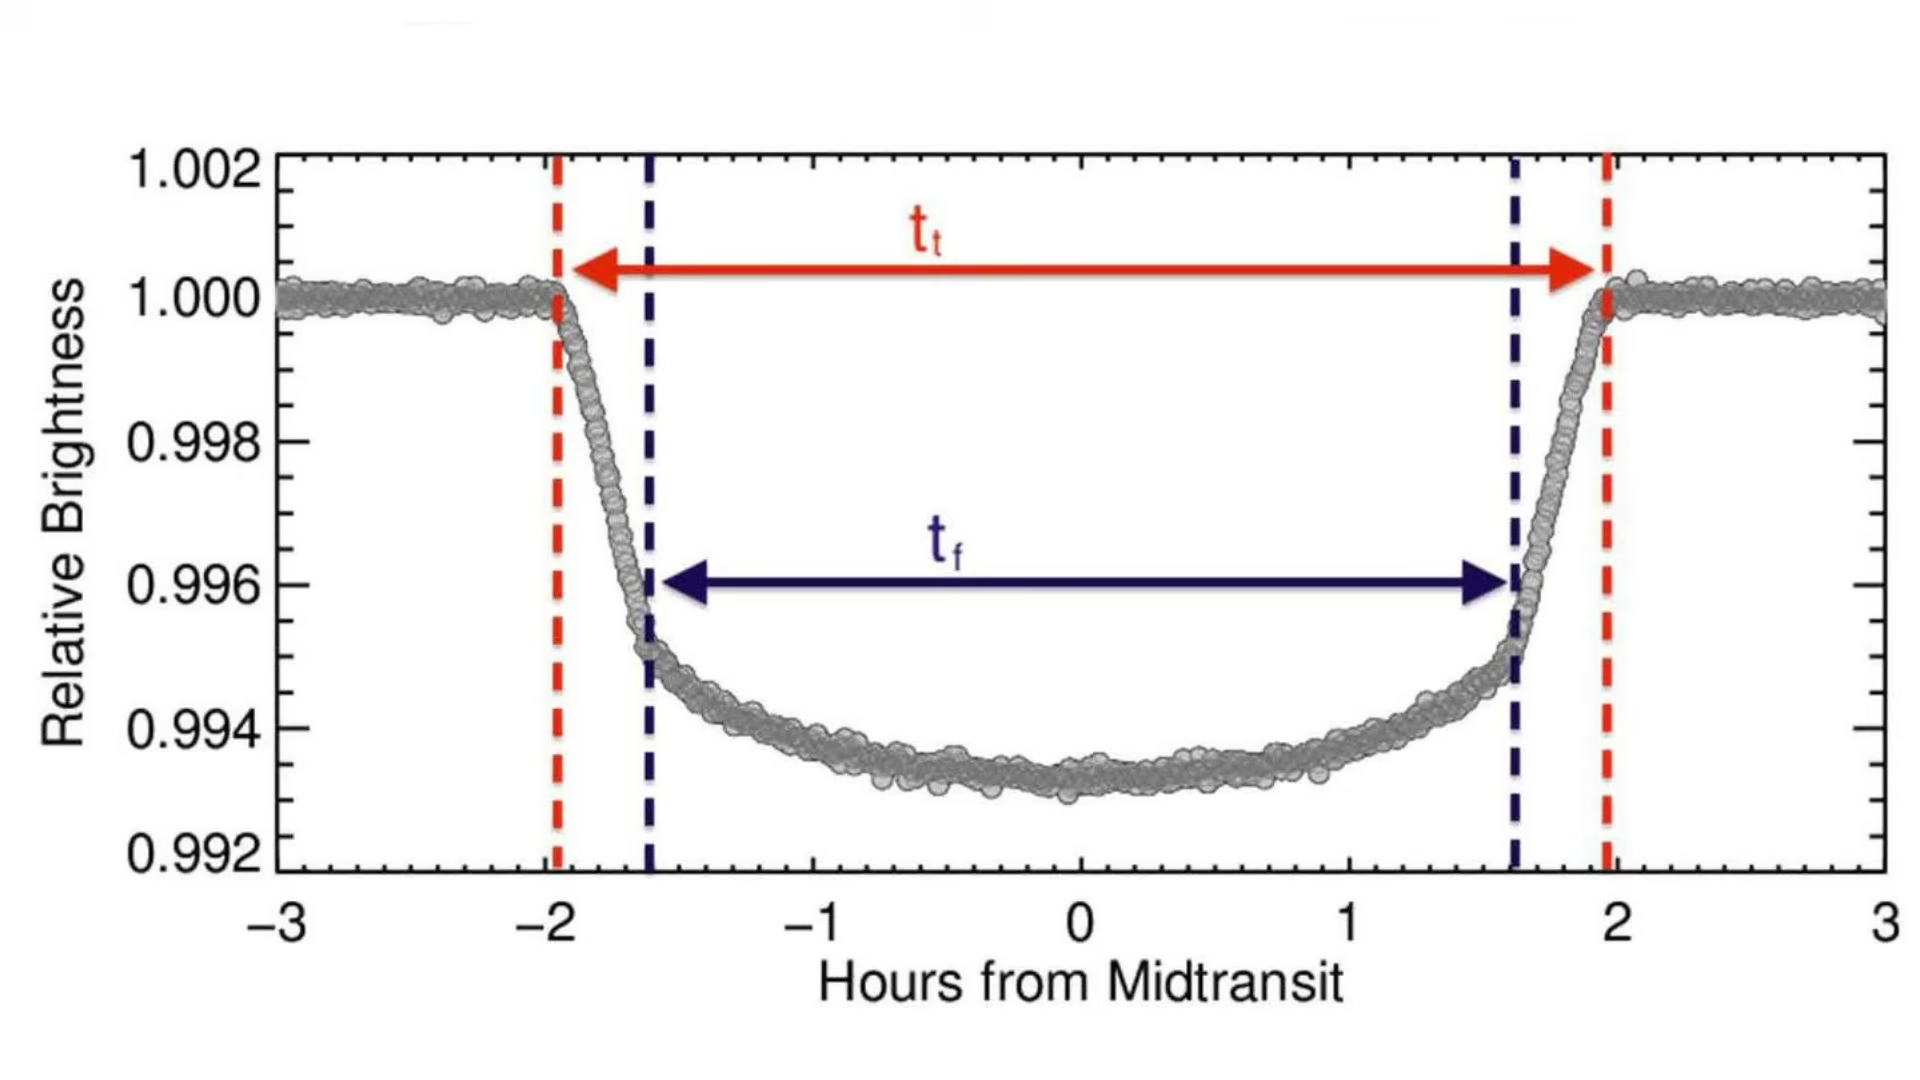 1.002
1.000
0.998
0.996
0.994
0.992
Relative Brightness
tt
tf
−3 −2 −1 0 1 2 3
Hours from Midtransit